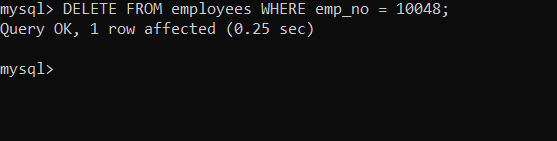 mysql> DELETE FROM employees WHERE emp_no = 10048;
Query OK, 1 row affected (0.25 sec)
mysql>